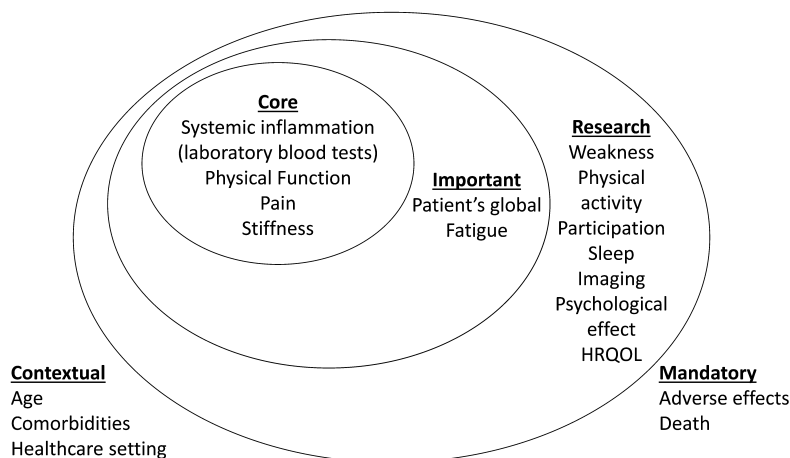 Core
Systemic inflammation
(laboratory blood tests)
Physical Function
Pain
Stiffness
Important
Patient’s global
Fatigue
Research
Weakness
Physical
activity
Participation
Sleep
Imaging
Psychological
effect
HRQOL
Contextual
Age
Comorbidities
Healthcare setting
Mandatory
Adverse effects
Death